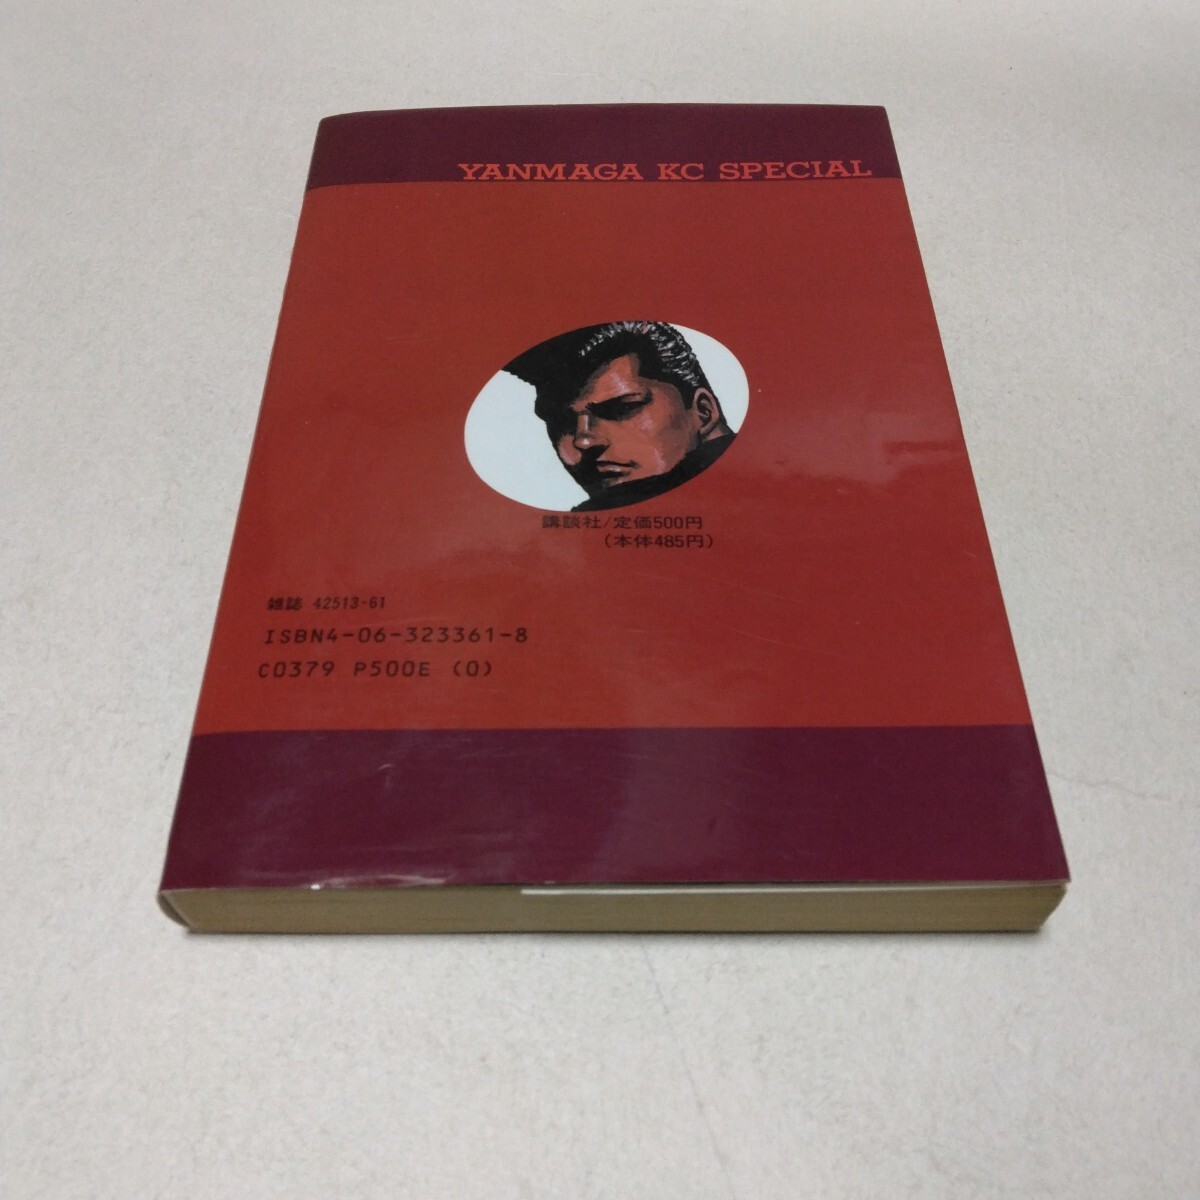 YANMAGA KC SPECIAL
講談社/定価500円
(本体485円)
雑誌 42513-61
ISBN4-06-323361-8
C0379 P500E (0)